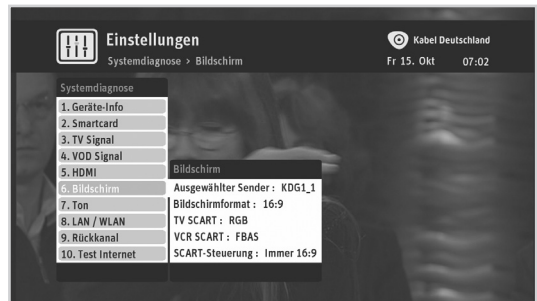 Einstellungen
Systemdiagnose > Bildschirm
Kabel Deutschland
Fr 15. Okt 07:02
Systemdiagnose
1. Geräte-Info
2. Smartcard
3. TV Signal
4. VOD Signal
5. HDMI
6. Bildschirm
7. Ton
8. LAN / WLAN
9. Rückkanal
10. Test Internet
Bildschirm
Ausgewählter Sender : KDG1_1
Bildschirmformat : 16:9
TV SCART : RGB
VCR SCART : FBAS
SCART-Steuerung : Immer 16:9